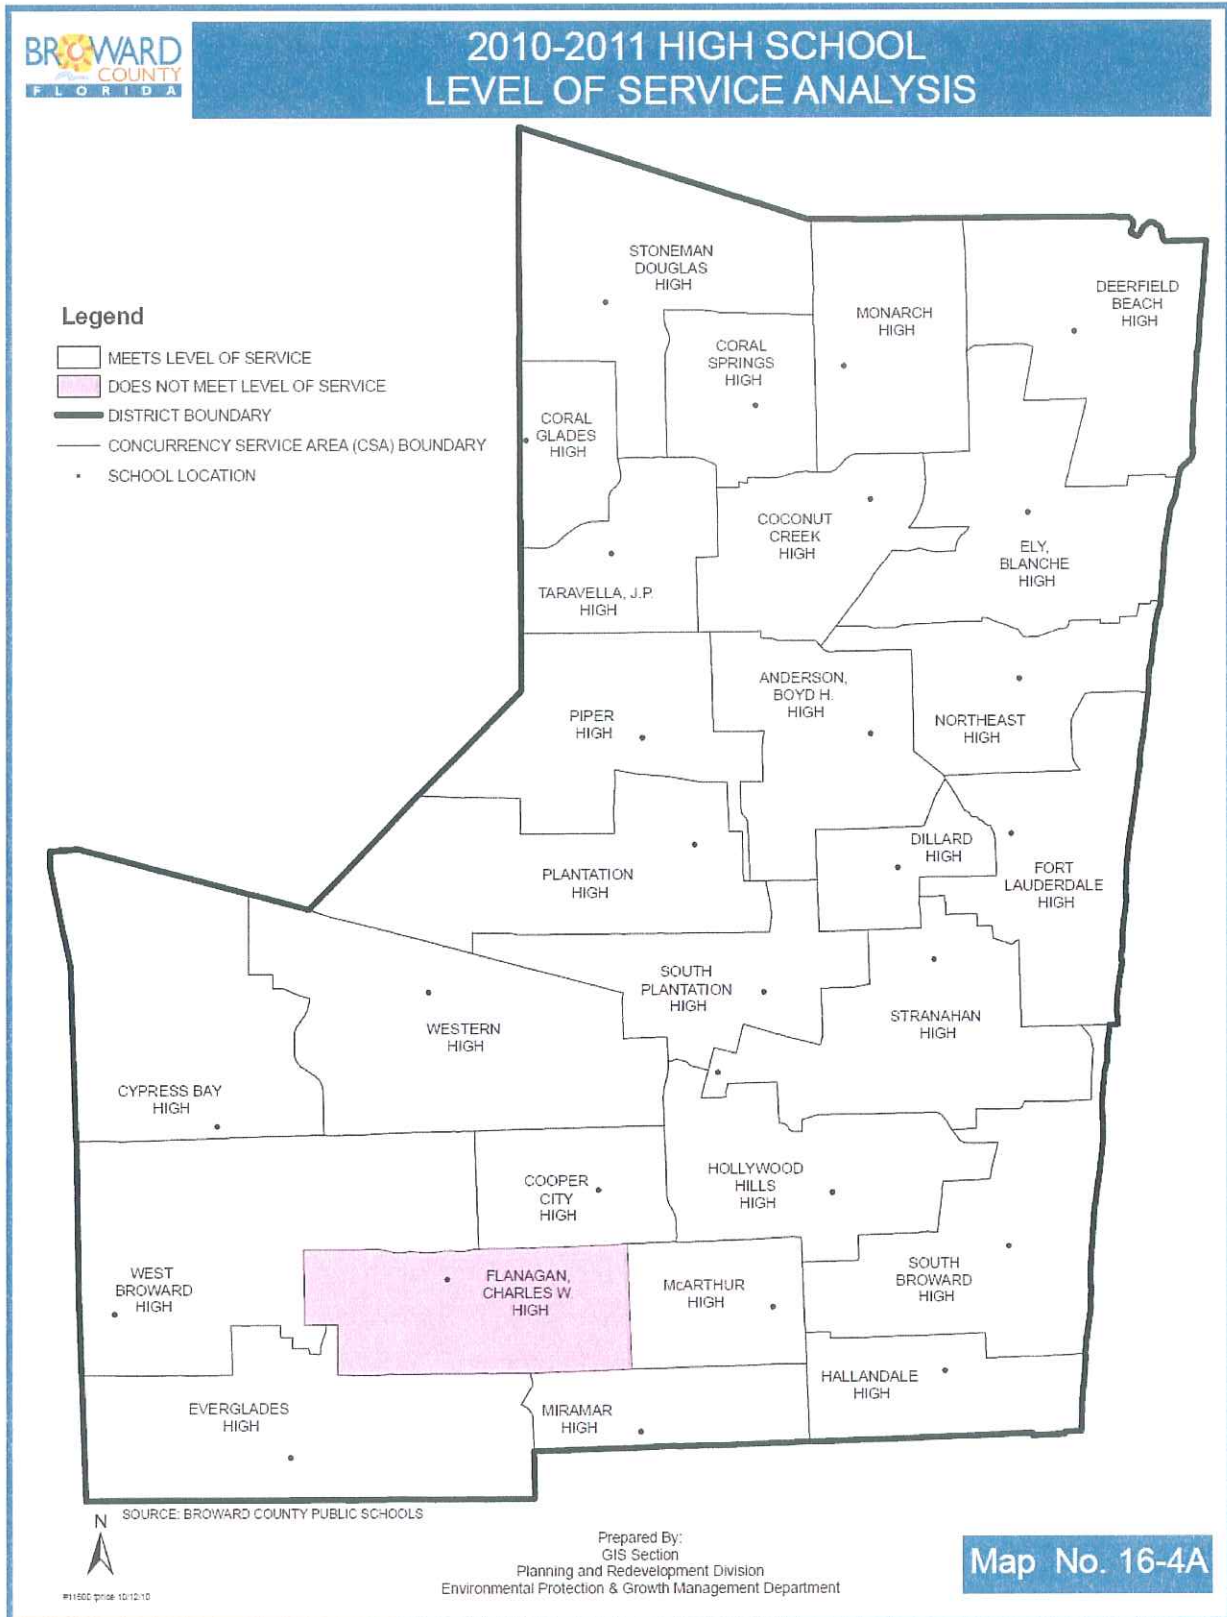 BROWARD
COUNTY
FLORIDA
2010-2011 HIGH SCHOOL
LEVEL OF SERVICE ANALYSIS
Legend
MEETS LEVEL OF SERVICE
DOES NOT MEET LEVEL OF SERVICE
DISTRICT BOUNDARY
CONCURRENCY SERVICE AREA (CSA) BOUNDARY
SCHOOL LOCATION
STONEMAN
DOUGLAS
HIGH
MONARCH
HIGH
DEERFIELD
BEACH
HIGH
CORAL
SPRINGS
HIGH
CORAL
GLADES
HIGH
COCONUT
CREEK
HIGH
ELY,
BLANCHE
HIGH
TARAVELLA, J.P.
HIGH
ANDERSON,
BOYD H.
HIGH
PIPER
HIGH
NORTHEAST
HIGH
DILLARD
HIGH
PLANTATION
HIGH
FORT
LAUDERDALE
HIGH
SOUTH
PLANTATION
HIGH
STRANAHAN
HIGH
WESTERN
HIGH
CYPRESS BAY
HIGH
COOPER
CITY
HIGH
HOLLYWOOD
HILLS
HIGH
WEST
BROWARD
HIGH
FLANAGAN,
CHARLES W.
HIGH
McARTHUR
HIGH
SOUTH
BROWARD
HIGH
HALLANDALE
HIGH
EVERGLADES
HIGH
MIRAMAR
HIGH
SOURCE: BROWARD COUNTY PUBLIC SCHOOLS
N
Prepared By:
GIS Section
Planning and Redevelopment Division
Environmental Protection & Growth Management Department
Map No. 16-4A
10/12/10